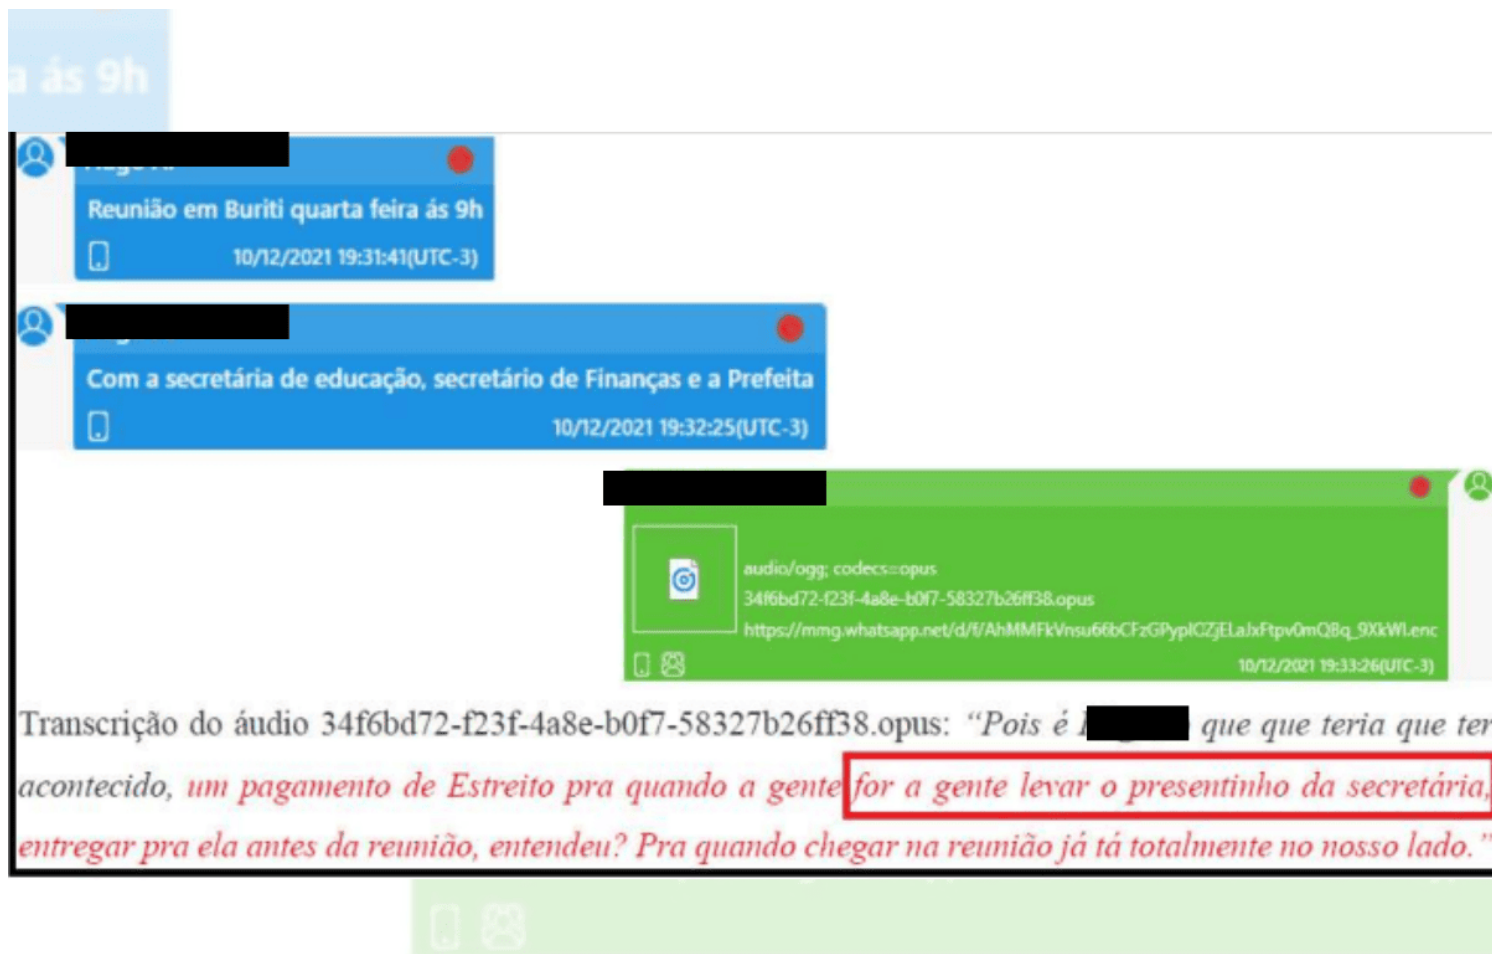 a ás 9h
Reunião em Buriti quarta feira ás 9h
10/12/2021 19:31:41(UTC-3)
Com a secretária de educação, secretário de Finanças e a Prefeita
10/12/2021 19:32:25(UTC-3)
audio/ogg; codecs=opus
34f6bd72-f23f-4a8e-b0f7-58327b26ff38.opus
https://mmg.whatsapp.net/d/f/AhMMFkVnsu66bCFzGPyplCZjELaJxFtpv0mQBq_9XkWl.enc
10/12/2021 19:33:26(UTC-3)
Transcrição do áudio 34f6bd72-f23f-4a8e-b0f7-58327b26ff38.opus: “Pois é que que teria que ter
acontecido, um pagamento de Estreito pra quando a gente for a gente levar o presentinho da secretária,
entregar pra ela antes da reunião, entendeu? Pra quando chegar na reunião já tá totalmente no nosso lado.”